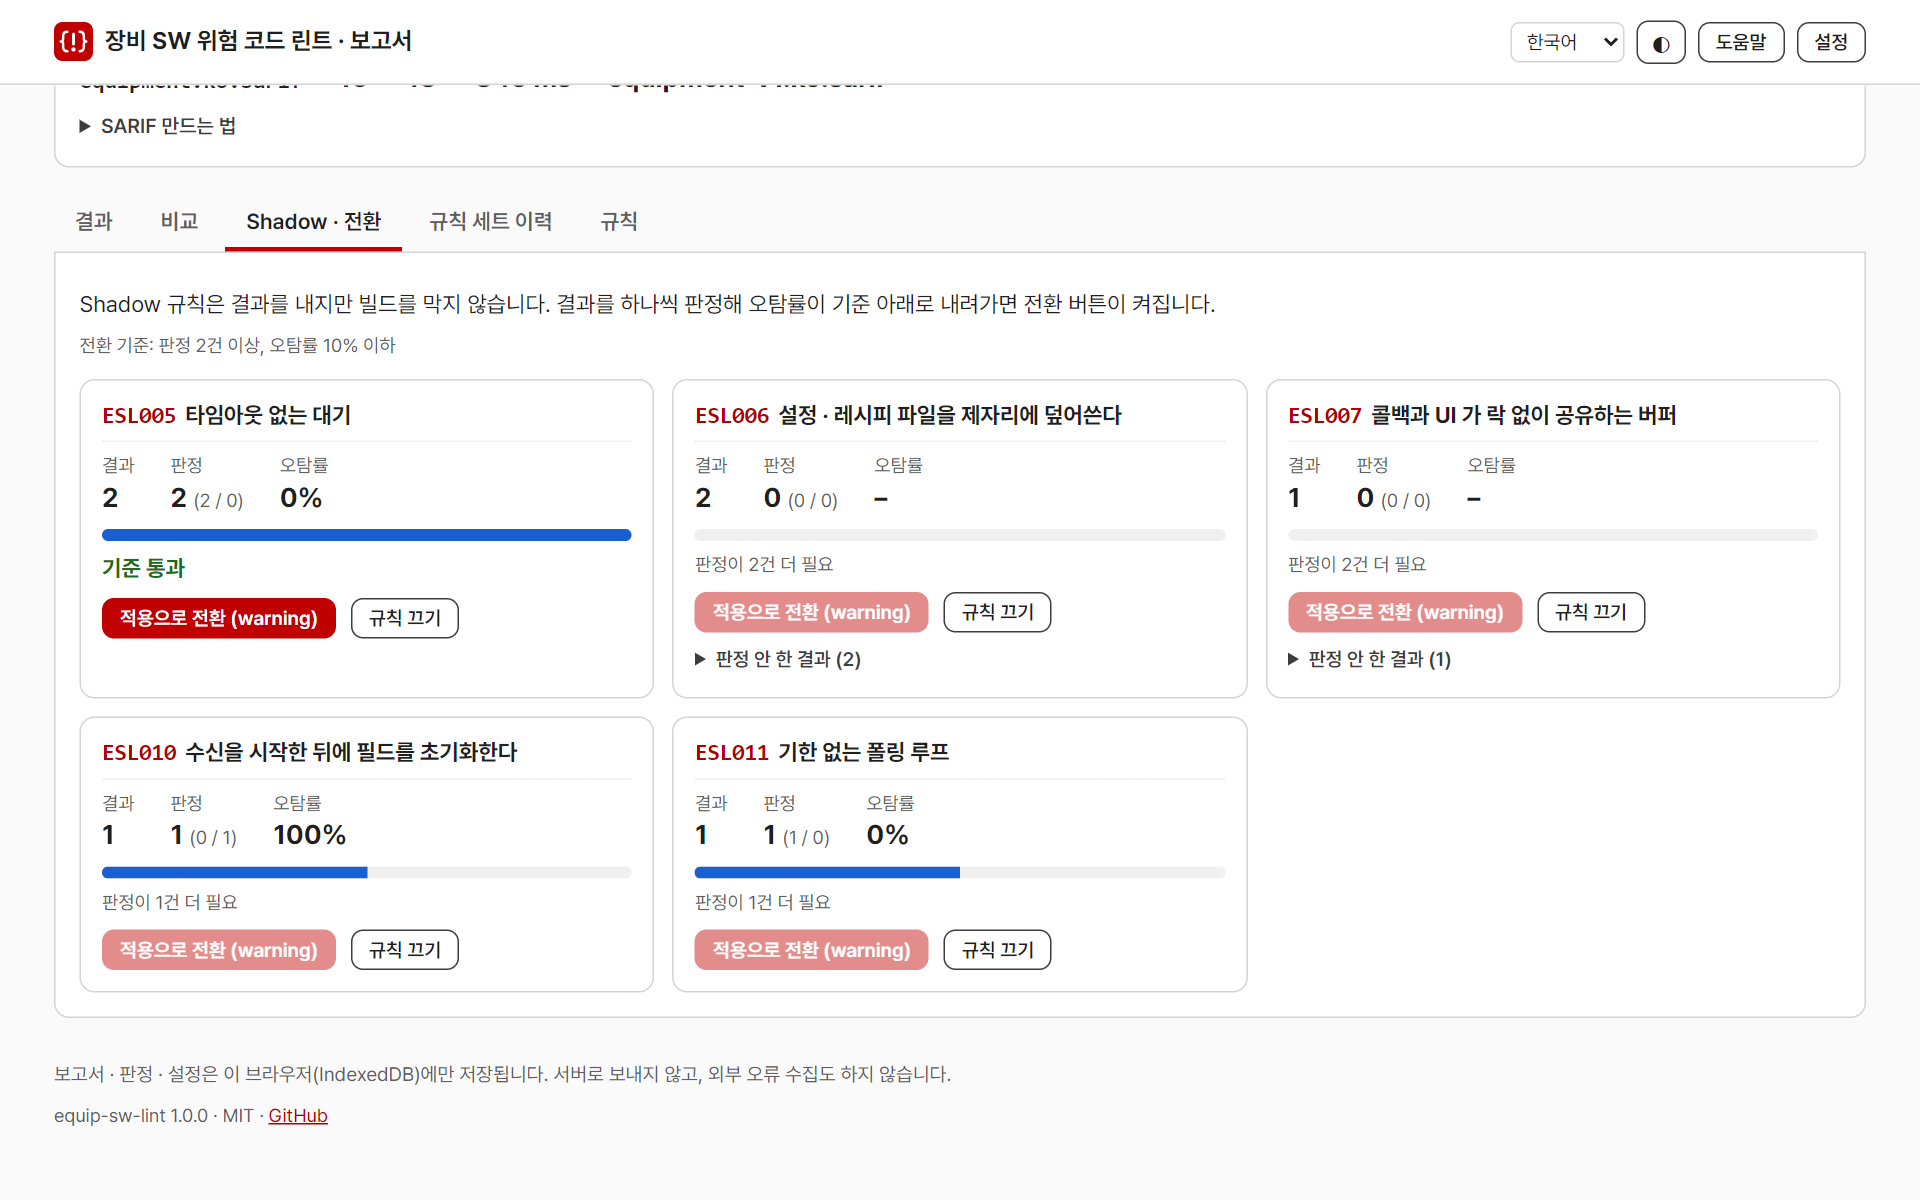 장비 SW 위험 코드 린트 · 보고서
한국어
도움말
설정
SARIF 만드는 법
결과
비교
Shadow · 전환
규칙 세트 이력
규칙
Shadow 규칙은 결과를 내지만 빌드를 막지 않습니다. 결과를 하나씩 판정해 오탐률이 기준 아래로 내려가면 전환 버튼이 켜집니다.
전환 기준: 판정 2건 이상, 오탐률 10% 이하
ESL005 타임아웃 없는 대기
결과 판정 오탐률
2 2 (2 / 0) 0%
기준 통과
적용으로 전환 (warning) 규칙 끄기
ESL006 설정 · 레시피 파일을 제자리에 덮어쓴다
결과 판정 오탐률
2 0 (0 / 0) –
판정이 2건 더 필요
적용으로 전환 (warning) 규칙 끄기
판정 안 한 결과 (2)
ESL007 콜백과 UI 가 락 없이 공유하는 버퍼
결과 판정 오탐률
1 0 (0 / 0) –
판정이 2건 더 필요
적용으로 전환 (warning) 규칙 끄기
판정 안 한 결과 (1)
ESL010 수신을 시작한 뒤에 필드를 초기화한다
결과 판정 오탐률
1 1 (0 / 1) 100%
판정이 1건 더 필요
적용으로 전환 (warning) 규칙 끄기
ESL011 기한 없는 폴링 루프
결과 판정 오탐률
1 1 (1 / 0) 0%
판정이 1건 더 필요
적용으로 전환 (warning) 규칙 끄기
보고서 · 판정 · 설정은 이 브라우저(IndexedDB)에만 저장됩니다. 서버로 보내지 않고, 외부 오류 수집도 하지 않습니다.
equip-sw-lint 1.0.0 · MIT · GitHub